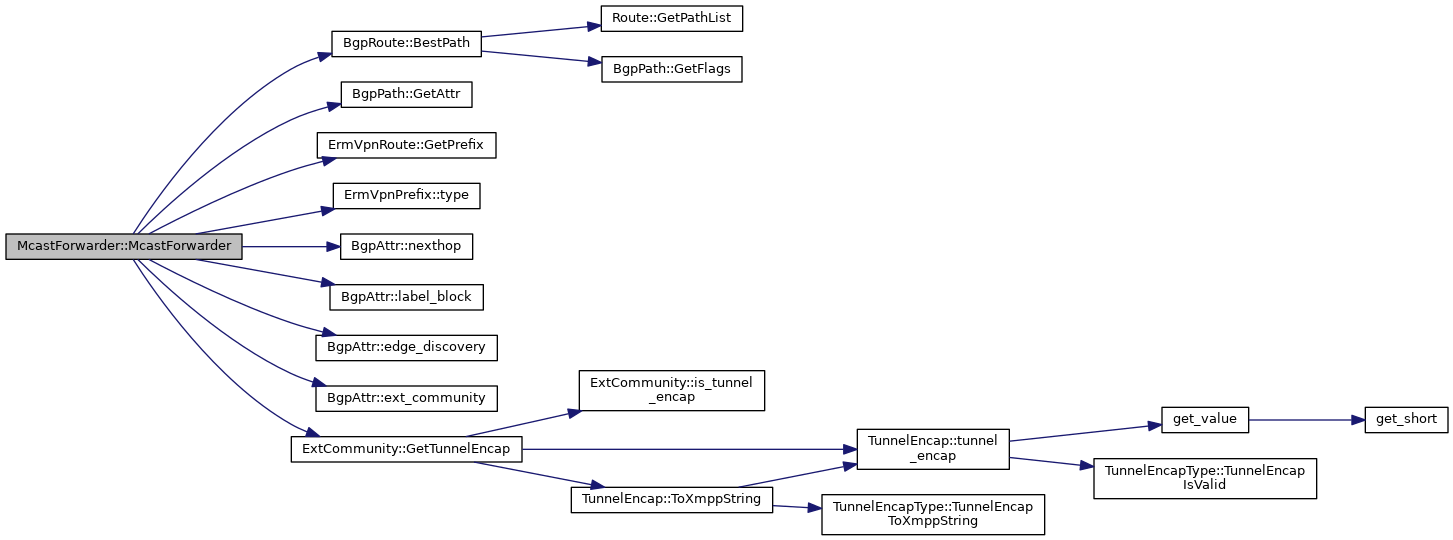 Route::GetPathList
BgpRoute::BestPath
BgpPath::GetFlags
BgpPath::GetAttr
ErmVpnRoute::GetPrefix
ErmVpnPrefix::type
McastForwarder::McastForwarder
BgpAttr::nexthop
BgpAttr::label_block
BgpAttr::edge_discovery
BgpAttr::ext_community
ExtCommunity::is_tunnel
_encap
ExtCommunity::GetTunnelEncap
TunnelEncap::tunnel
_encap
get_value
get_short
TunnelEncapType::TunnelEncap
IsValid
TunnelEncap::ToXmppString
TunnelEncapType::TunnelEncap
ToXmppString